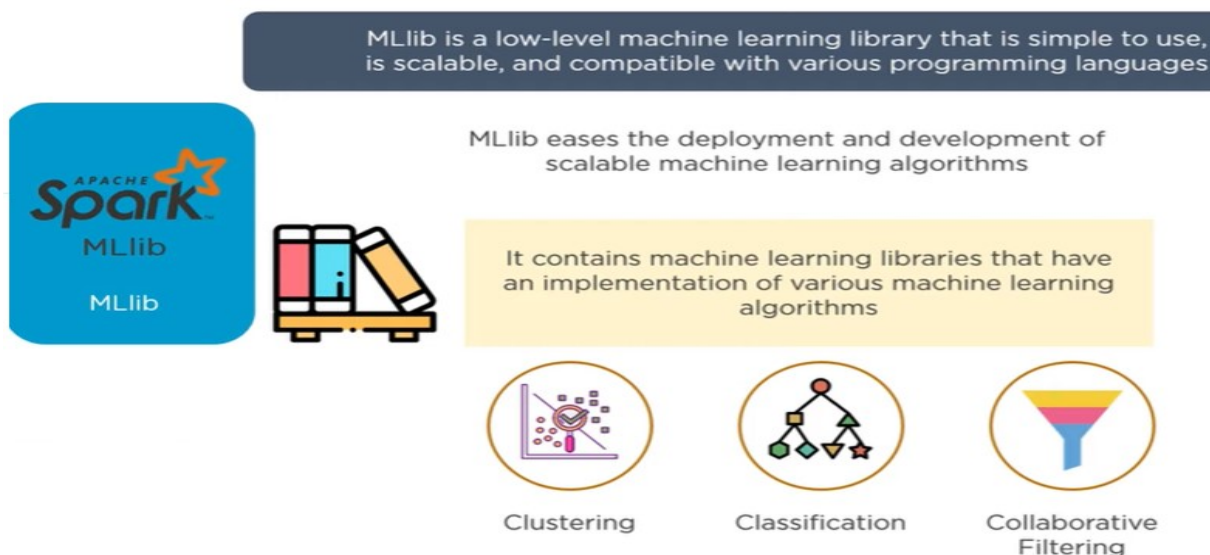 MLlib is a low-level machine learning library that is simple to use,
is scalable, and compatible with various programming languages
MLlib eases the deployment and development of
scalable machine learning algorithms
APACHE
Spark™
MLlib
MLlib
i
It contains machine learning libraries that have
an implementation of various machine learning
algorithms
Clustering
Classification
Collaborative
Filtering